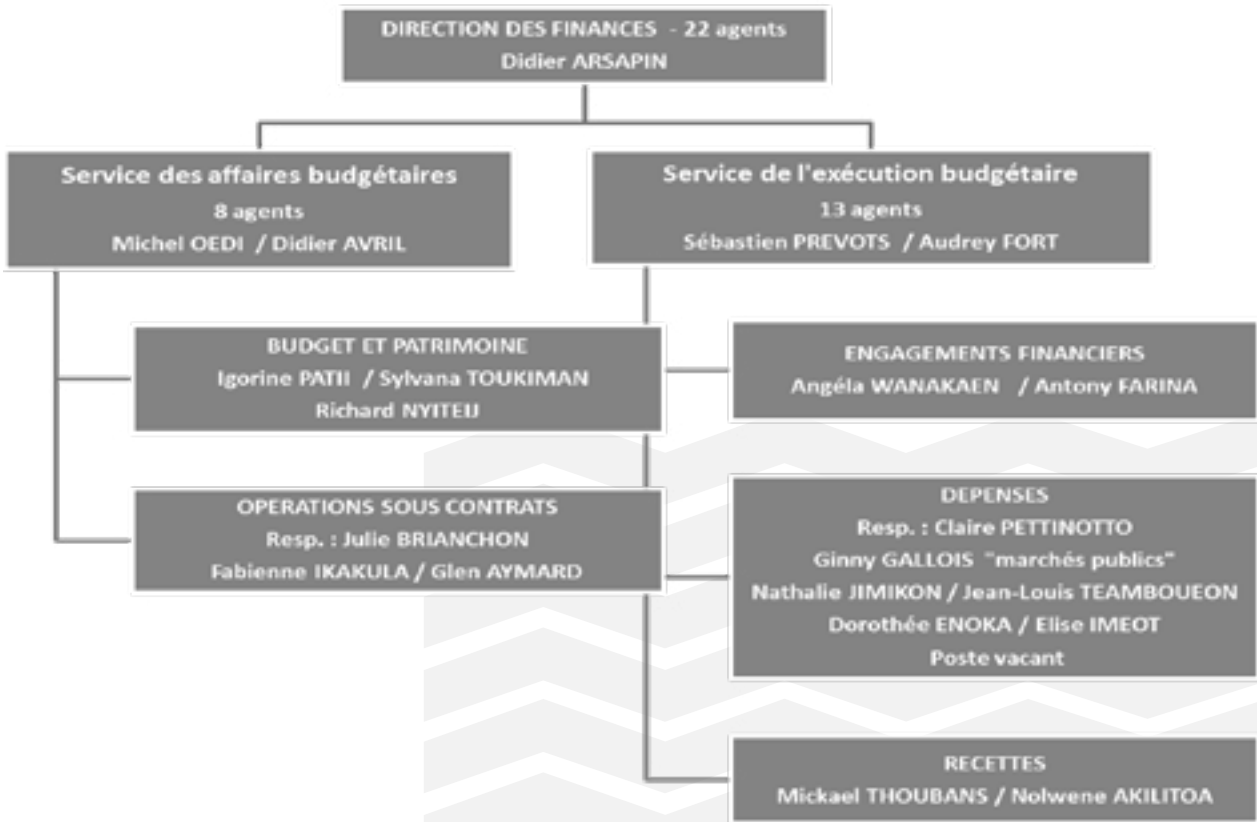 DIRECTION DES FINANCES - 22 agents
Didier ARSAPIN
Service des affaires budgétaires
8 agents
Michel OEDI / Didier AVRIL
Service de l'exécution budgétaire
13 agents
Sébastien PREVOTS / Audrey FORT
BUDGET ET PATRIMOINE
Igorine PATII / Sylvana TOUKIMAN
Richard NYITEIJ
OPERATIONS SOUS CONTRATS
Resp. : Julie BRIANCHON
Fabienne IKAKULA / Glen AYMARD
ENGAGEMENTS FINANCIERS
Angéla WANAKAEN / Antony FARINA
DEPENSES
Resp. : Claire PETTINOTTO
Ginny GALLOIS "marchés publics"
Nathalie JIMIKON / Jean-Louis TEAMBOUEON
Dorothée ENOKA / Elise IMEOT
Poste vacant
RECETTES
Mickael THOUBANS / Nolwene AKILITOA